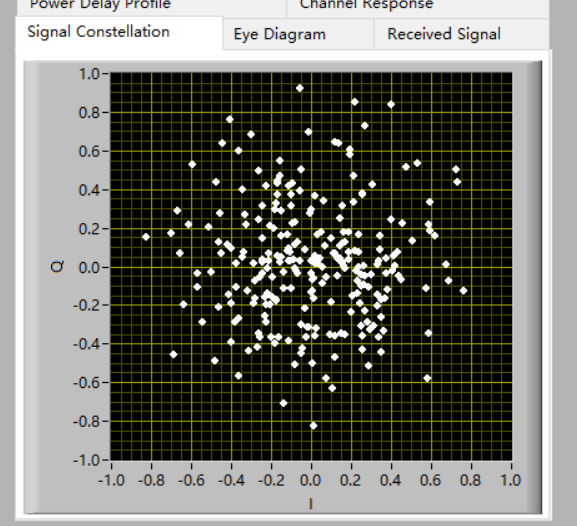 Power Delay Profile Channel Response
Signal Constellation Eye Diagram Received Signal
1.0
0.8
0.6
0.4
0.2
0.0
-0.2
-0.4
-0.6
-0.8
-1.0
Q
-1.0 -0.8 -0.6 -0.4 -0.2 0.0 0.2 0.4 0.6 0.8 1.0
I